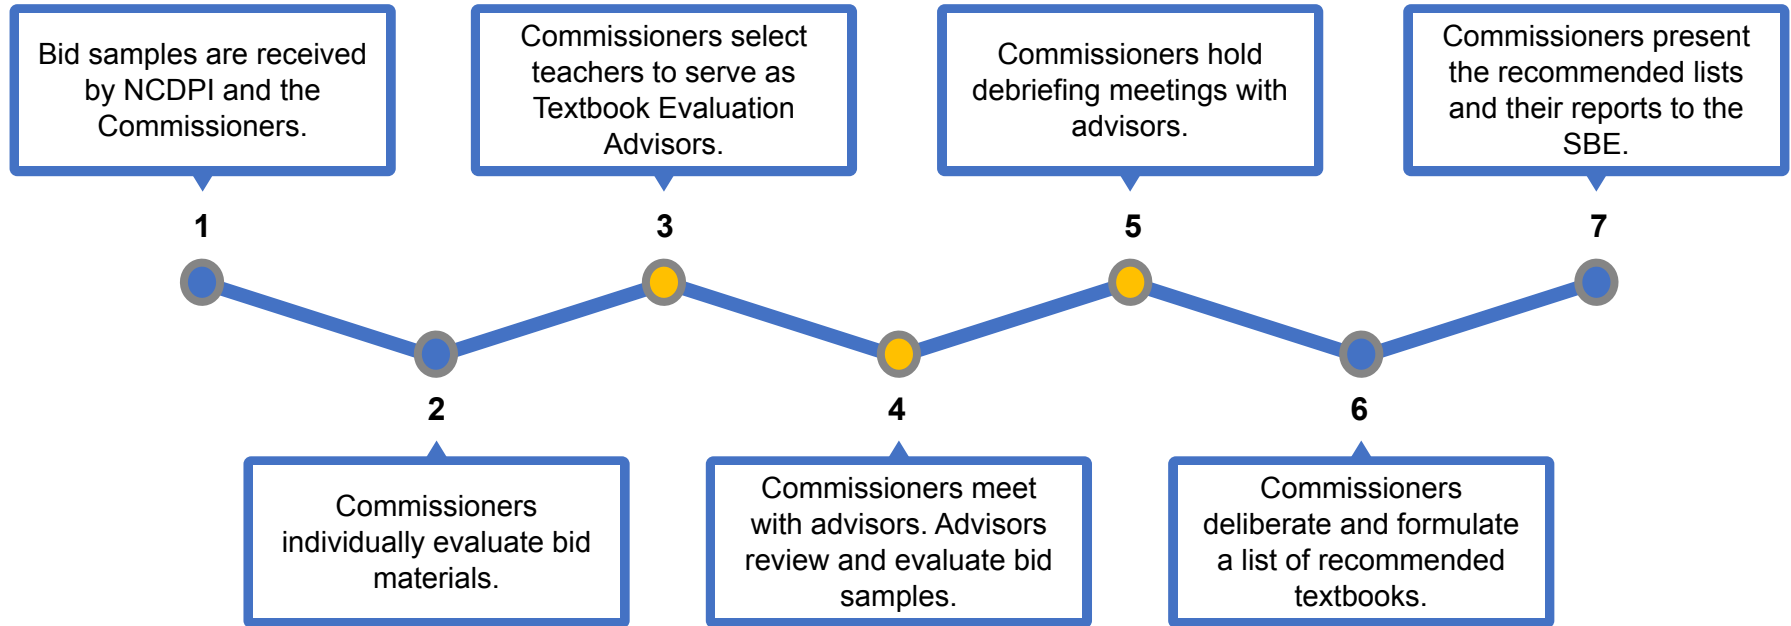 Bid samples are received
by NCDPI and the
Commissioners.
1
Commissioners
individually evaluate bid
materials.
2
Commissioners select
teachers to serve as
Textbook Evaluation
Advisors.
3
Commissioners meet
with advisors. Advisors
review and evaluate bid
samples.
4
Commissioners hold
debriefing meetings with
advisors.
5
Commissioners
deliberate and formulate
a list of recommended
textbooks.
6
Commissioners present
the recommended lists
and their reports to the
SBE.
7